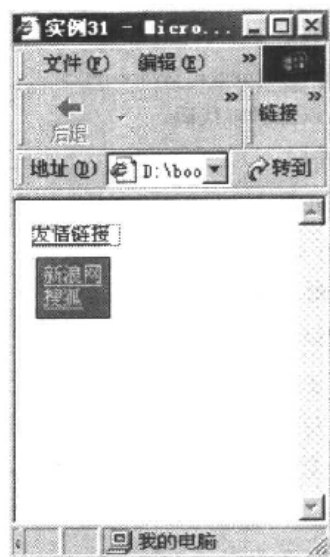 实例31 - Micro...
文件(F) 编辑(E) »
后退 » 链接 »
地址(D) D:\boo 转到
友情链接
新浪网
搜狐
我的电脑